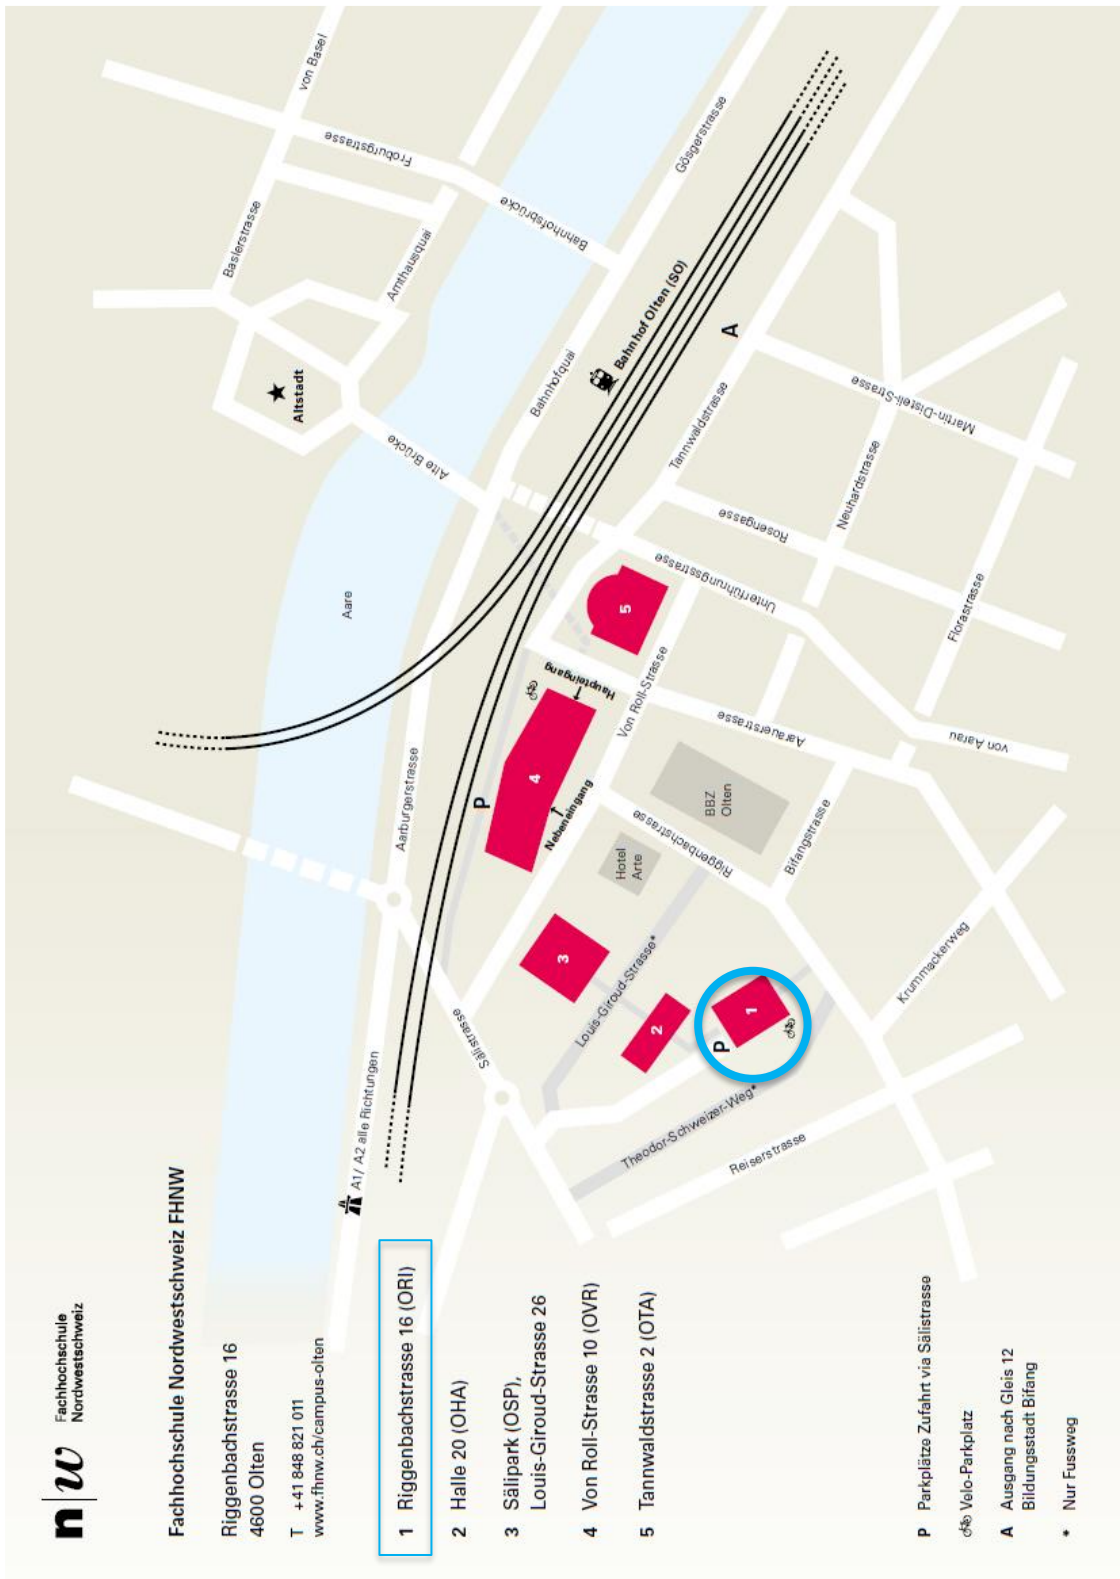 n|w
Fachhochschule
Nordwestschweiz
Fachhochschule Nordwestschweiz FHNW
Riggenbachstrasse 16
4600 Olten
T +41 848 821 011
www.fhnw.ch/campus-olten
1 Riggenbachstrasse 16 (ORI)
2 Halle 20 (OHA)
3 Sälipark (OSP),
Louis-Giroud-Strasse 26
4 Von Roll-Strasse 10 (OVR)
5 Tannwaldstrasse 2 (OTA)
P Parkplätze Zufahrt via Sälistrasse
Velo-Parkplatz
A Ausgang nach Gleis 12
Bildungsstadt Bifang
* Nur Fussweg
von Basel
Froburgstrasse
Baslerstrasse
Amthausquai
Bahnhofsbrücke
Gösgerstrasse
Altstadt
Alte Brücke
Bahnhofquai
Bahnhof Olten (SO)
A
Aare
Tannwaldstrasse
Martin-Disteli-Strasse
Rosengasse
Neuhardstrasse
Unterführungsstrasse
Florastrasse
5
Haupteingang
Von Roll-Strasse
Aarauerstrasse
von Aarau
Aarburgerstrasse
P
4
Nebeneingang
BBZ
Olten
Hotel
Arte
Riggenbachstrasse
Bifangstrasse
3
Louis-Giroud-Strasse*
Krummackerweg
2
1
P
Sälistrasse
A1/ A2 alle Richtungen
Theodor-Schweizer-Weg*
Reiserstrasse